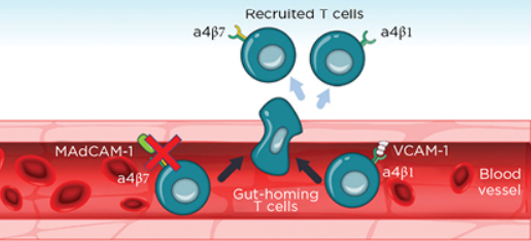 Recruited T cells
a4β7
a4β1
MAdCAM-1
VCAM-1
a4β7
a4β1
Gut-homing
T cells
Blood
vessel